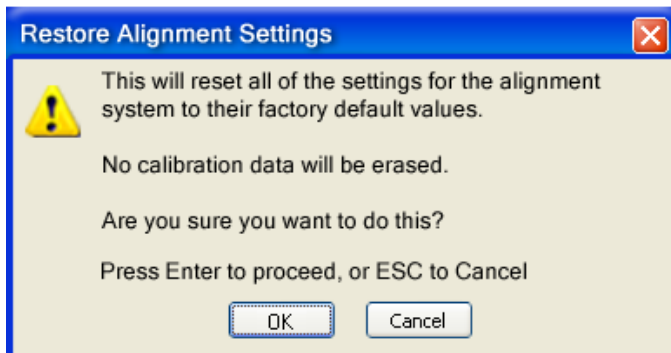 Restore Alignment Settings
This will reset all of the settings for the alignment
system to their factory default values.
No calibration data will be erased.
Are you sure you want to do this?
Press Enter to proceed, or ESC to Cancel
OK
Cancel